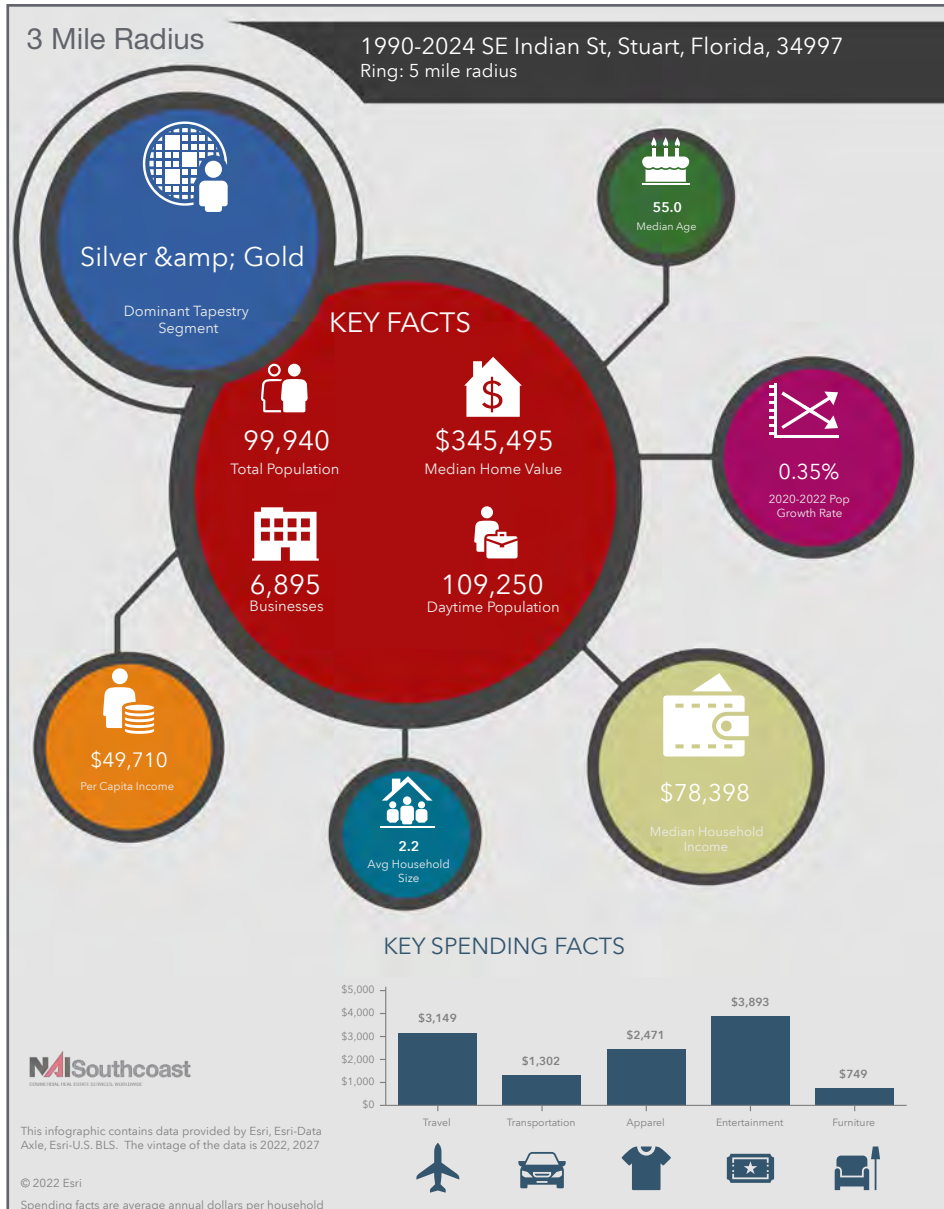 3 Mile Radius
1990-2024 SE Indian St, Stuart, Florida, 34997
Ring: 5 mile radius
Silver &amp; Gold
Dominant Tapestry
Segment
55.0
Median Age
KEY FACTS
99,940
Total Population
$345,495
Median Home Value
6,895
Businesses
109,250
Daytime Population
0.35%
2020-2022 Pop
Growth Rate
$49,710
Per Capita Income
2.2
Avg Household
Size
$78,398
Median Household
Income
KEY SPENDING FACTS
$5,000
$4,000
$3,000
$2,000
$1,000
$0
$3,149
$1,302
$2,471
$3,893
$749
Travel
Transportation
Apparel
Entertainment
Furniture
NAISouthcoast
COMMERCIAL REAL ESTATE SERVICES, WORLDWIDE
This infographic contains data provided by Esri, Esri-Data
Axle, Esri-U.S. BLS. The vintage of the data is 2022, 2027
© 2022 Esri
Spending facts are average annual dollars per household